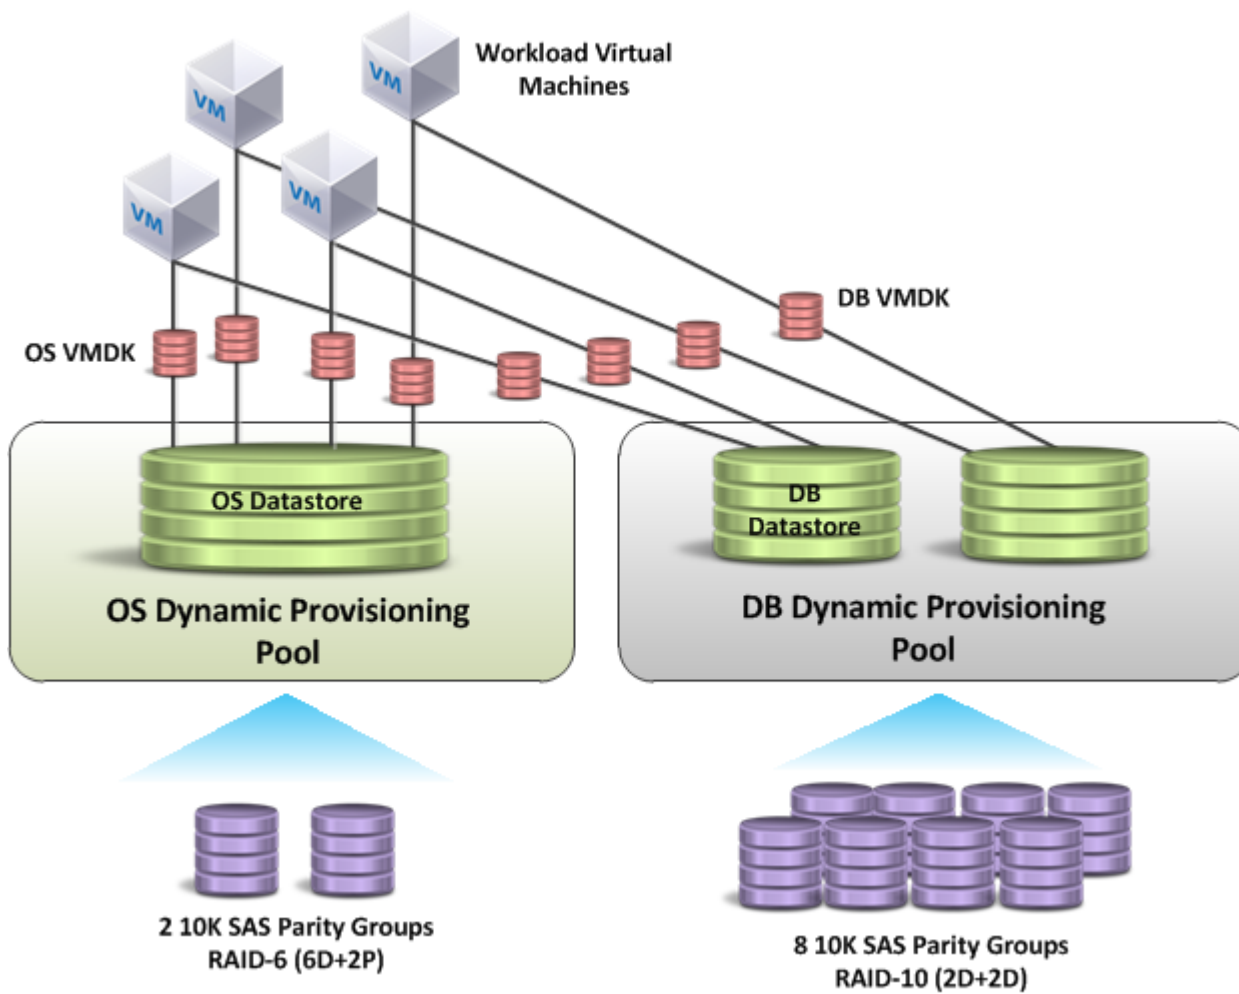 VM
VM
VM
VM
Workload Virtual
Machines
DB VMDK
OS VMDK
OS Datastore
DB
Datastore
OS Dynamic Provisioning
Pool
DB Dynamic Provisioning
Pool
2 10K SAS Parity Groups
RAID-6 (6D+2P)
8 10K SAS Parity Groups
RAID-10 (2D+2D)